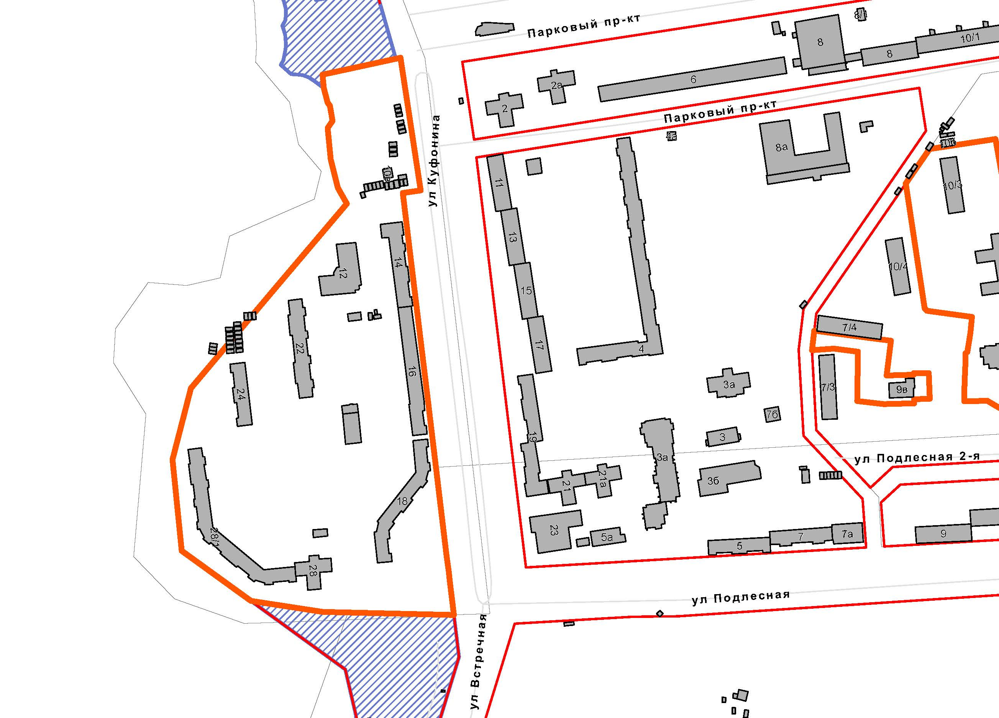 8/1
Парковый пр-кт
8
10/1
8
6
2а
2
Парковый пр-кт
4а
10б
8а
ул Куфонина
10в
11
10/3
13
14
10/4
12
15
7/4
17
22
4
16
3а
7/3
9в
24
7б
19
3
3а
ул Подлесная 2-я
21
21а
3б
18
23
5а
28/1
5
7
7а
9
28
ул Подлесная
ул Встречная